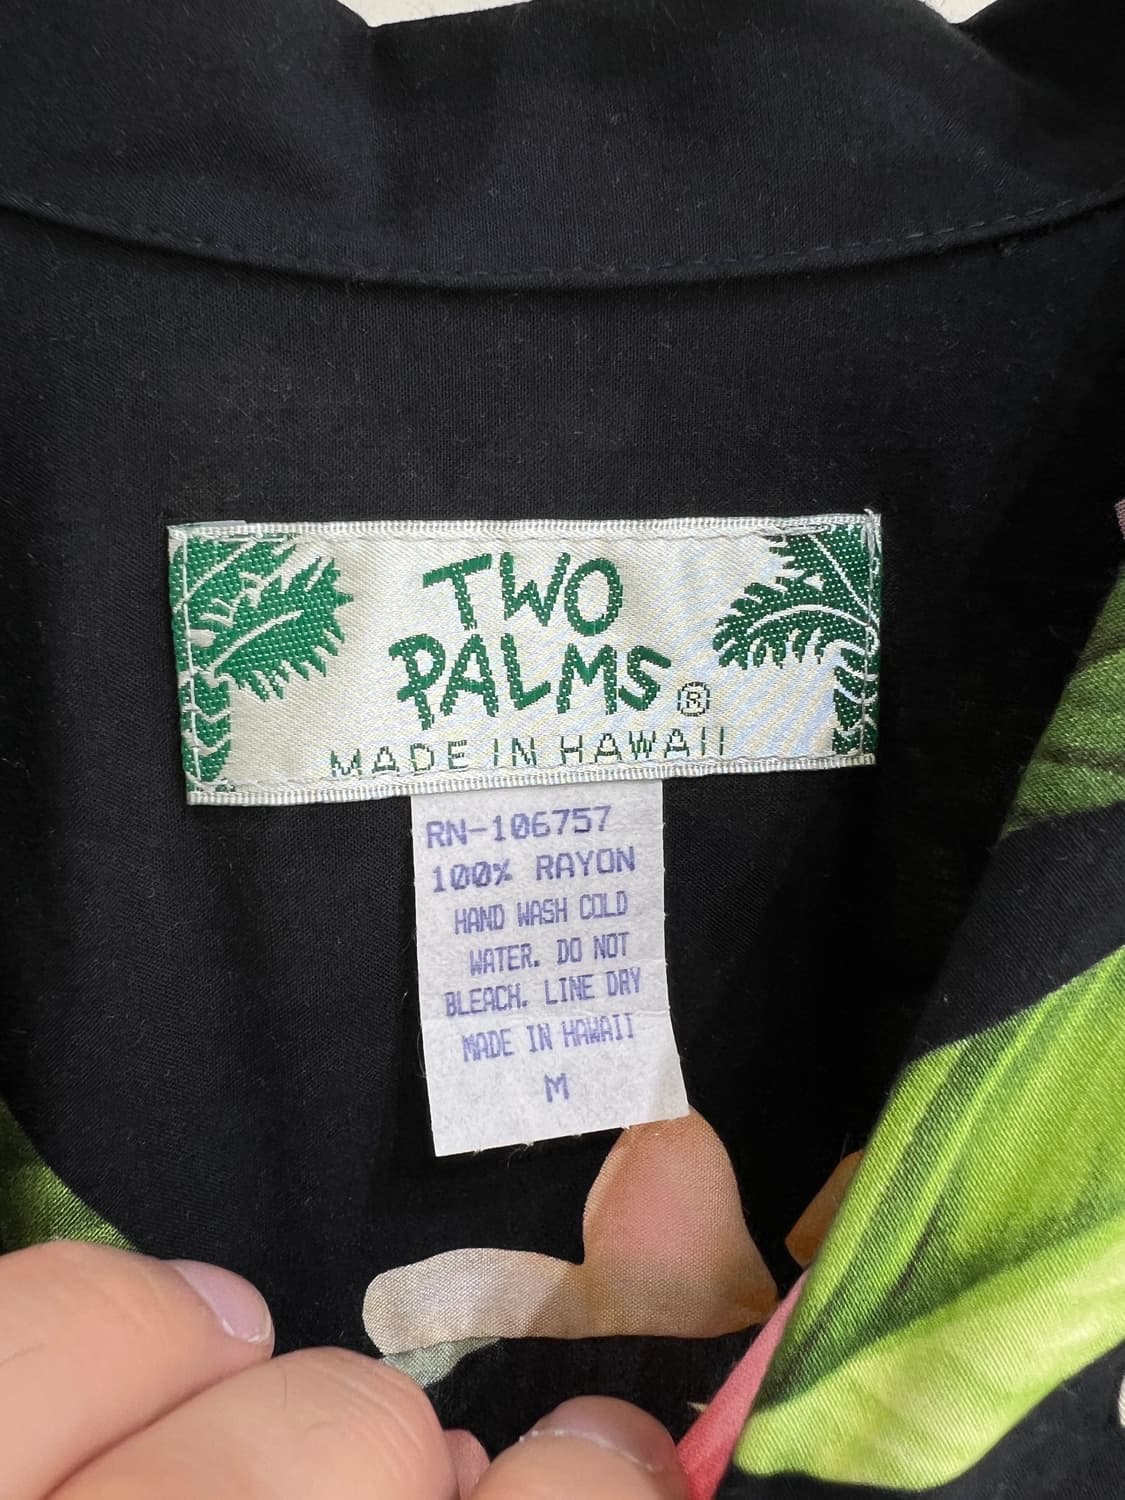 TWO
PALMS®
MADE IN HAWAII
RN-106757
100% RAYON
HAND WASH COLD
WATER. DO NOT
BLEACH. LINE DRY
MADE IN HAWAII
M